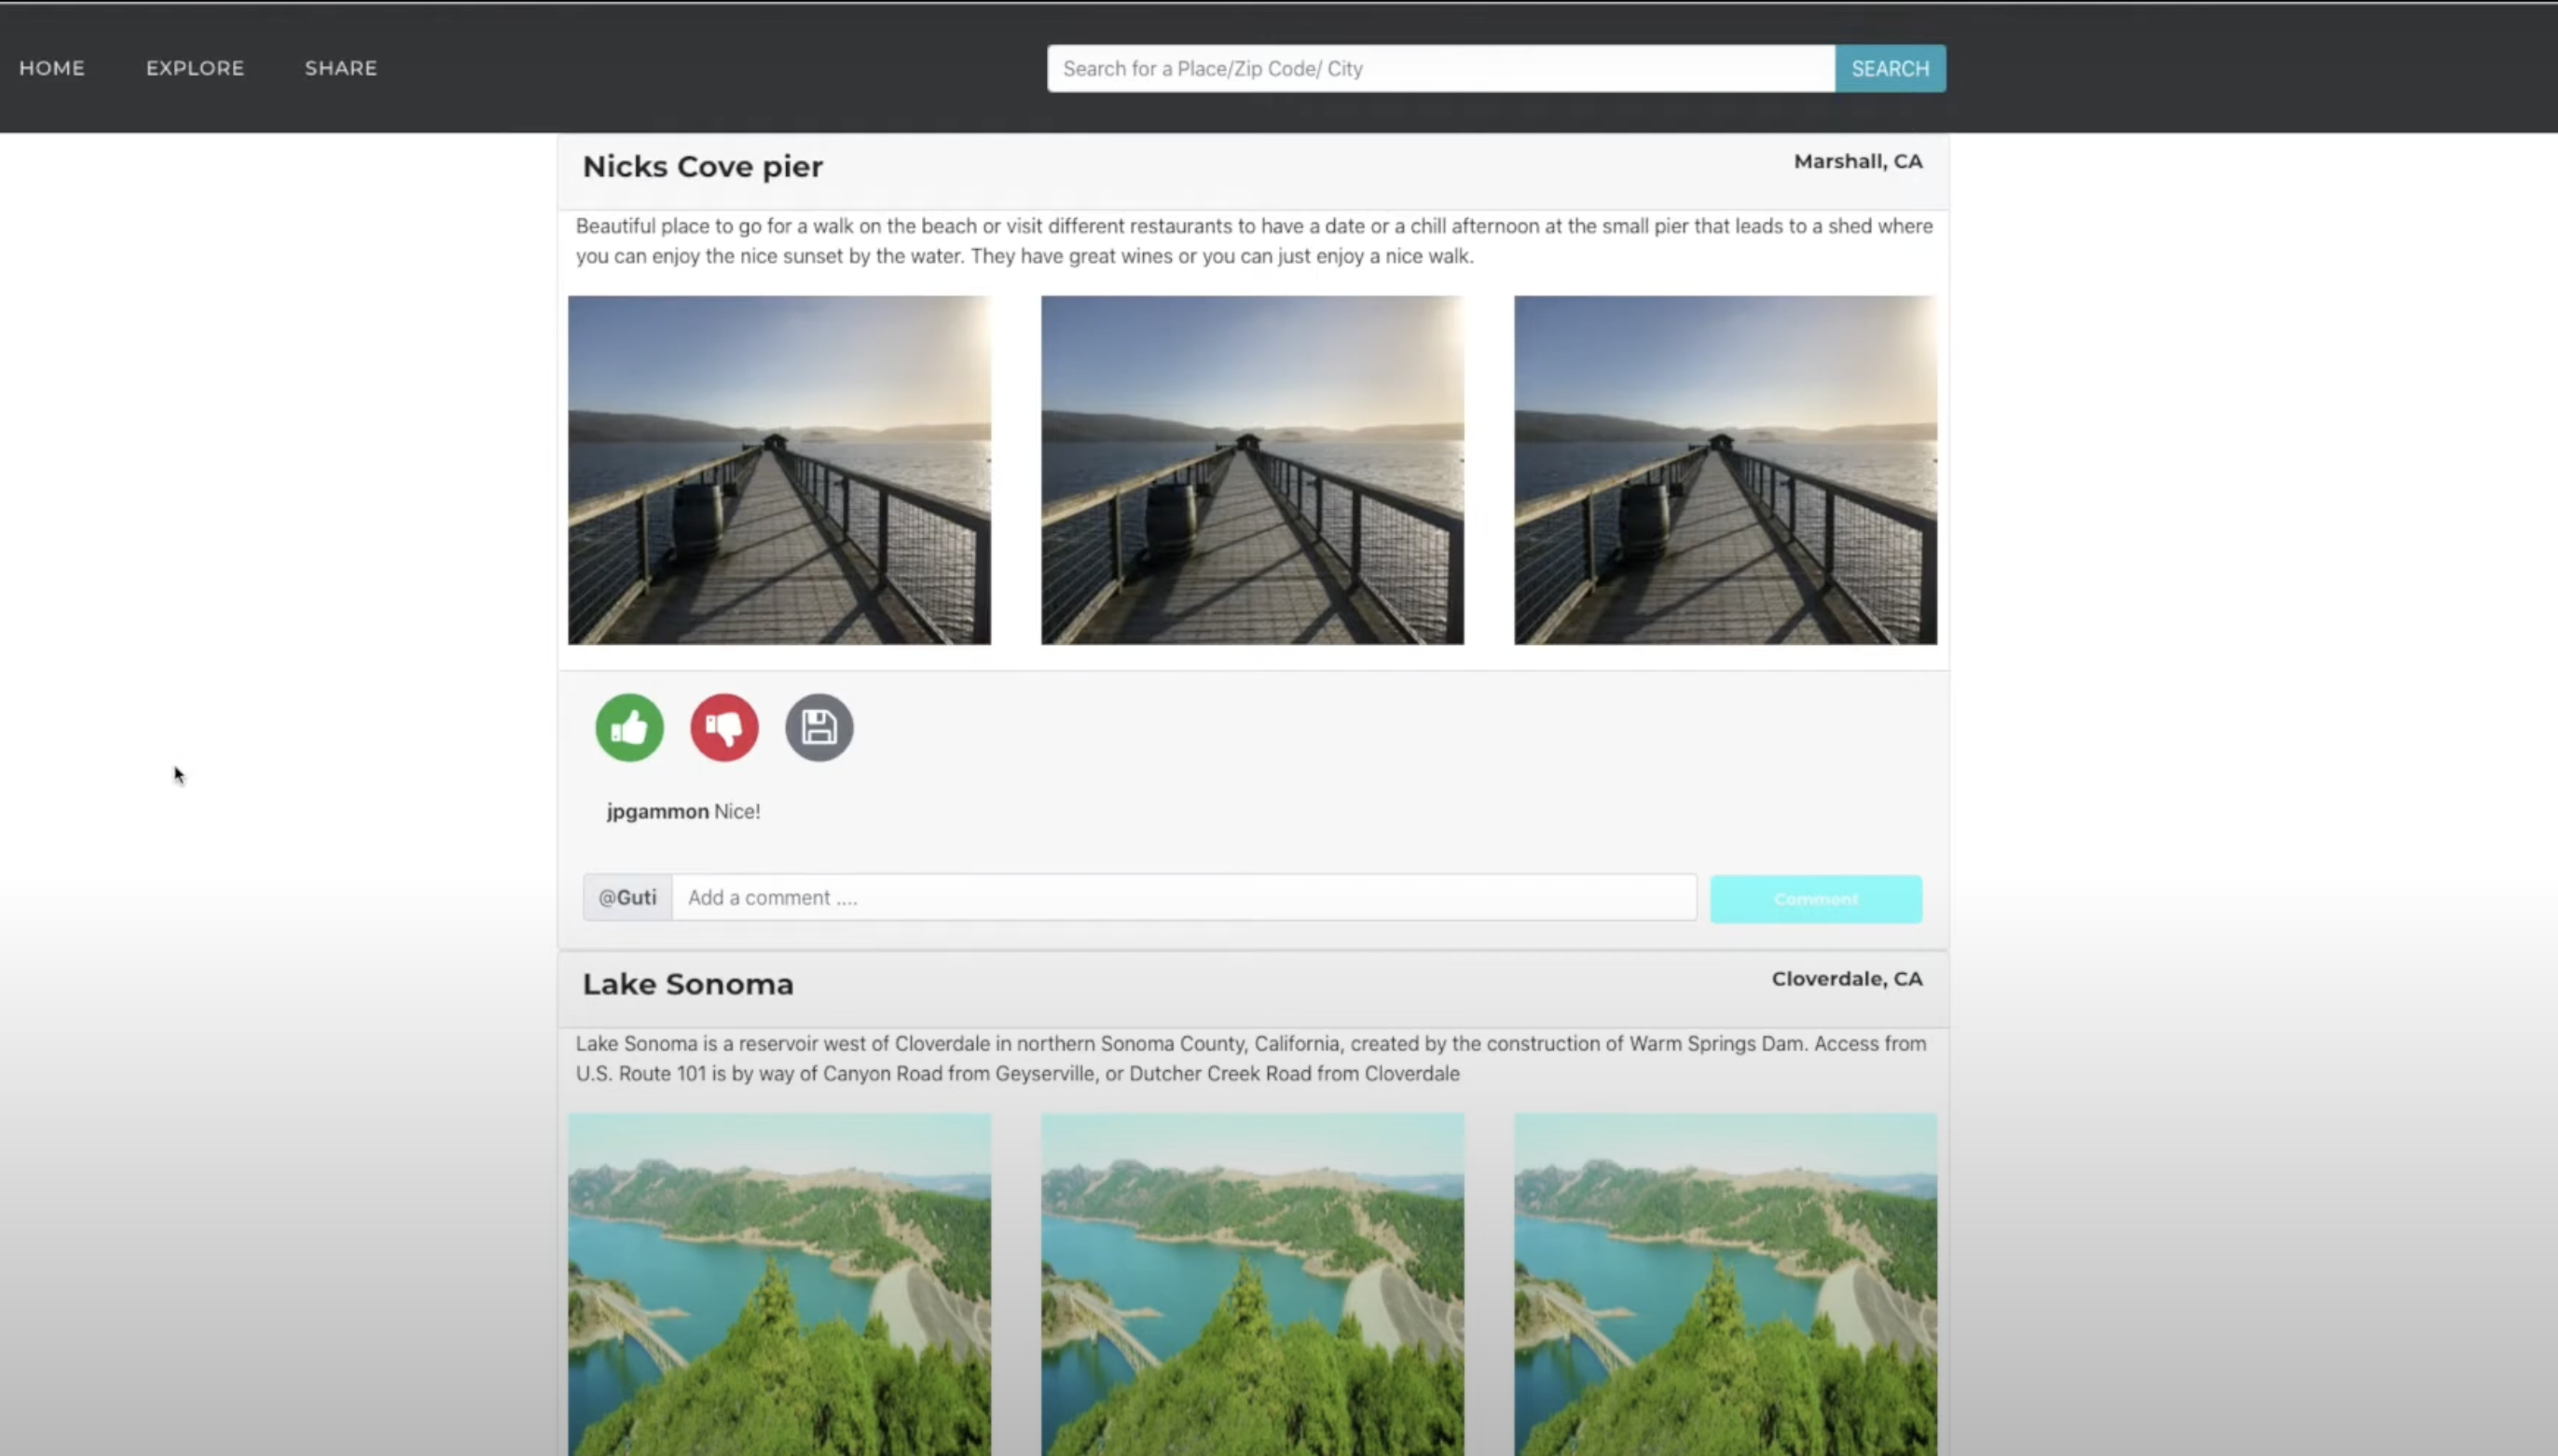 HOME EXPLORE SHARE Search for a Place/Zip Code/ City SEARCH
Nicks Cove pier Marshall, CA
Beautiful place to go for a walk on the beach or visit different restaurants to have a date or a chill afternoon at the small pier that leads to a shed where
you can enjoy the nice sunset by the water. They have great wines or you can just enjoy a nice walk.
jpgammon Nice!
@Guti Add a comment .... Comment
Lake Sonoma Cloverdale, CA
Lake Sonoma is a reservoir west of Cloverdale in northern Sonoma County, California, created by the construction of Warm Springs Dam. Access from
U.S. Route 101 is by way of Canyon Road from Geyserville, or Dutcher Creek Road from Cloverdale